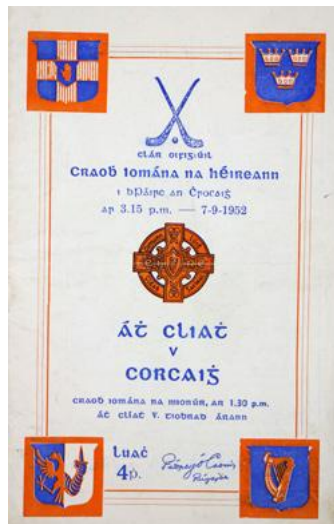 clár oifigiúil
Craoḃ Iomána na hÉireann
i bPáirc an Ċrócaiġ
ar 3.15 p.m. — 7-9-1952
Áṫ Cliaṫ
v
Corcaiġ
craoḃ iomána na mionúr, an 1.30 p.m.
áṫ cliaṫ v. tiobrad árann
luaċ
4p.